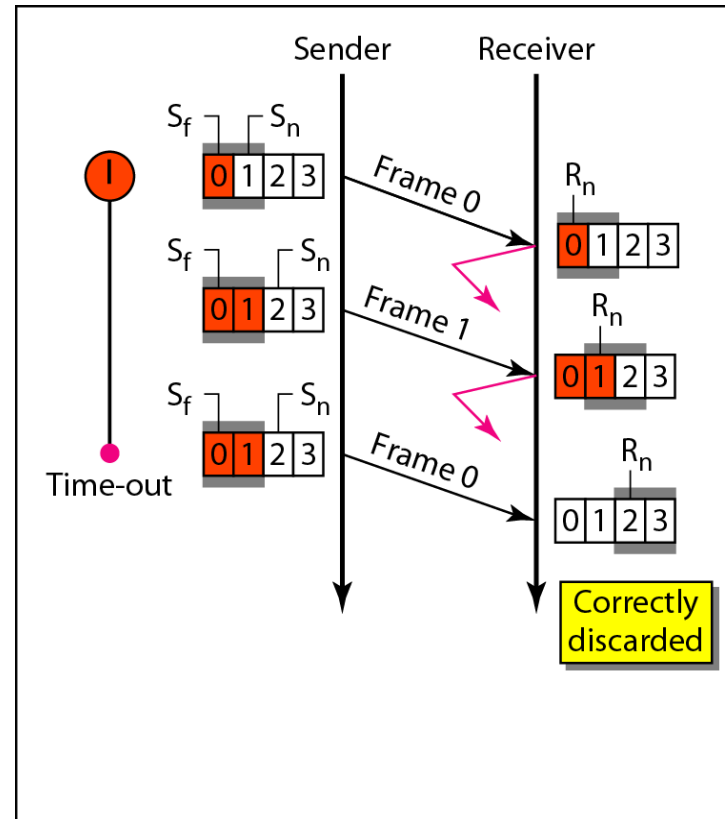 Sender Receiver
Sf Sn
0 1 2 3
Frame 0
Rn
0 1 2 3
Sf Sn
0 1 2 3
Frame 1
Rn
0 1 2 3
Sf Sn
0 1 2 3
Time-out
Frame 0
Rn
0 1 2 3
Correctly
discarded